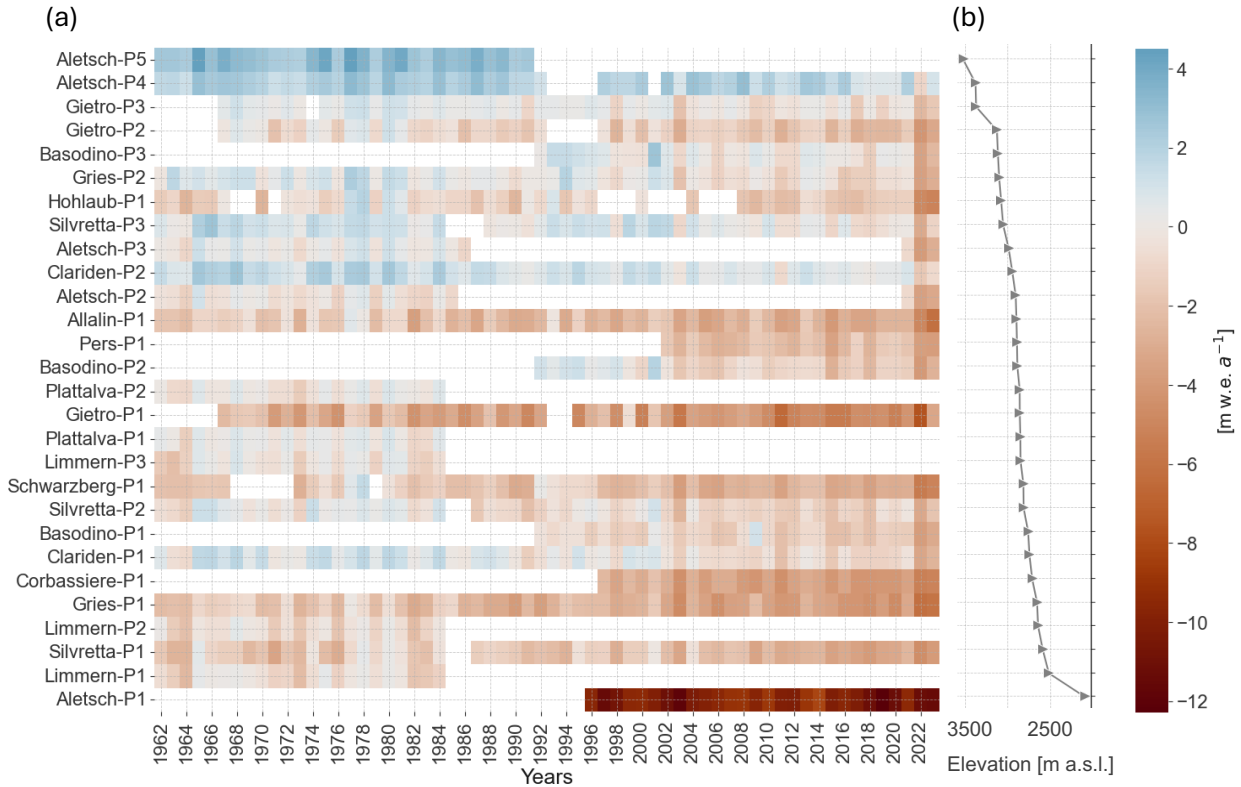 (a)
(b)
Aletsch-P5
Aletsch-P4
Gietro-P3
Gietro-P2
Basodino-P3
Gries-P2
Hohlaub-P1
Silvretta-P3
Aletsch-P3
Clariden-P2
Aletsch-P2
Allalin-P1
Pers-P1
Basodino-P2
Plattalva-P2
Gietro-P1
Plattalva-P1
Limmern-P3
Schwarzberg-P1
Silvretta-P2
Basodino-P1
Clariden-P1
Corbassiere-P1
Gries-P1
Limmern-P2
Silvretta-P1
Limmern-P1
Aletsch-P1
1962 1964 1966 1968 1970 1972 1974 1976 1978 1980 1982 1984 1986 1988 1990 1992 1994 1996 1998 2000 2002 2004 2006 2008 2010 2012 2014 2016 2018 2020 2022
Years
3500 2500
Elevation [m a.s.l.]
4
2
0
−2
−4
−6
−8
−10
−12
[m w.e. a⁻¹]